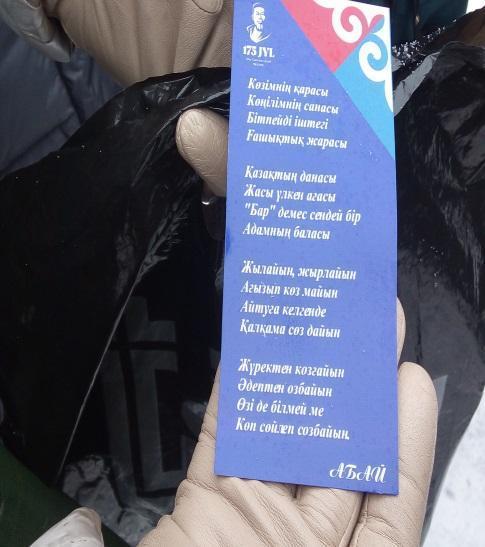 175 JYL
Көзімнің қарасы
Көңілімнің санасы
Бітпейді іштегі
Ғашықтық жарасы
Қазақтың данасы
Жасы үлкен ағасы
"Бар" демес сендей бір
Адамның баласы
Жылайын, жырлайын
Ағызып көз майын
Айтуға келгенде
Қалқама сөз дайын
Жүректен қозғайын
Әдептен озбайын
Өзі де білмей ме
Көп сөйлеп созбайын.
АБАЙ